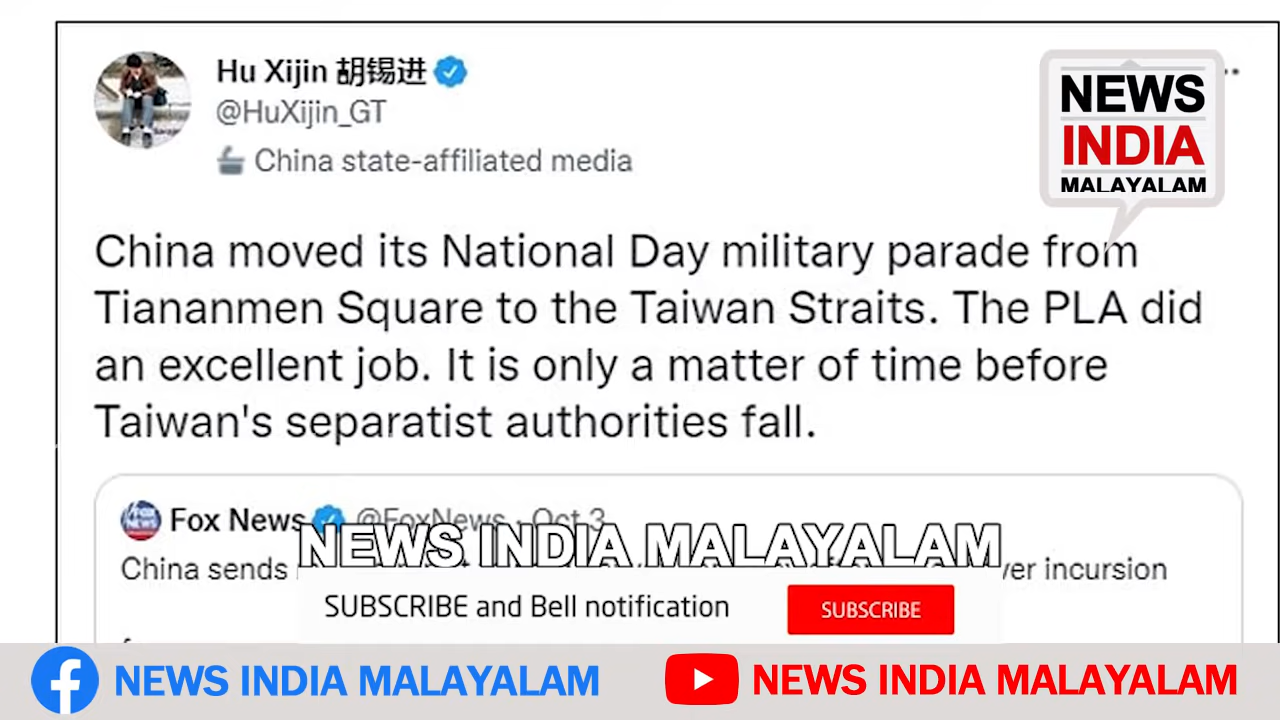 Hu Xijin 胡锡进
@HuXijin_GT
China state-affiliated media
NEWS
INDIA
MALAYALAM
China moved its National Day military parade from
Tiananmen Square to the Taiwan Straits. The PLA did
an excellent job. It is only a matter of time before
Taiwan's separatist authorities fall.
Fox News @FoxNews · Oct 3
NEWS INDIA MALAYALAM
China sends incursion
SUBSCRIBE and Bell notification SUBSCRIBE
NEWS INDIA MALAYALAM NEWS INDIA MALAYALAM